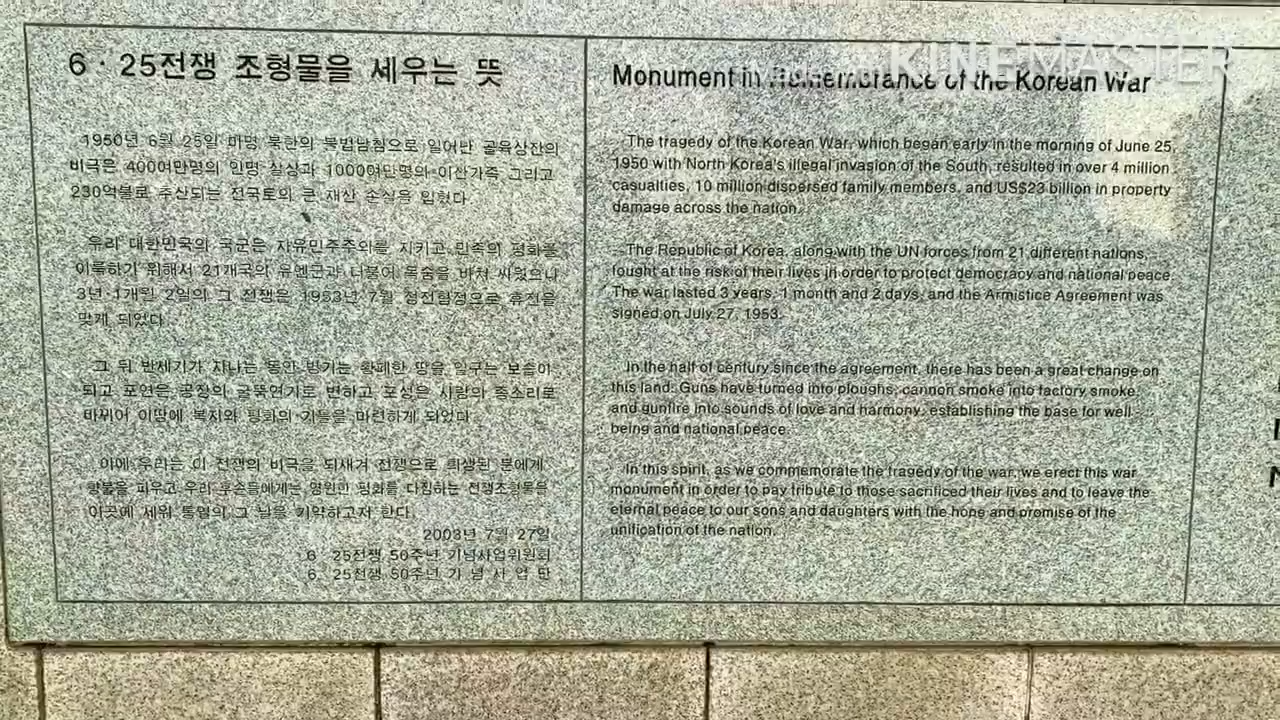 6·25전쟁 조형물을 세우는 뜻
1950년 6월 25일 미명 북한의 불법남침으로 일어난 골육상잔의
비극은 400여만명의 인명 살상과 1000여만명의 이산가족 그리고
230억불로 추산되는 전국토의 큰 재산 손실을 입혔다.
우리 대한민국의 국군은 자유민주주의를 지키고 민족의 평화를
이룩하기 위해서 21개국의 유엔군과 더불어 목숨을 바쳐 싸웠으나
3년 1개월 2일의 그 전쟁은 1953년 7월 정전협정으로 휴전을
맞게 되었다.
그 뒤 반세기가 지나는 동안 병기는 황폐한 땅을 일구는 보습이
되고 포연은 공장의 굴뚝연기로 변하고 포성은 사랑의 종소리로
바뀌어 이땅에 복지와 평화의 기틀을 마련하게 되었다.
이에 우리는 이 전쟁의 비극을 되새겨 전쟁으로 희생된 분에게
향불을 피우고 우리 후손들에게는 영원한 평화를 다짐하는 전쟁조형물을
이곳에 세워 통일의 그 날을 기약하고저 한다.
2003년 7월 27일
6 25전쟁 50주년 기념사업위원회
6 25전쟁 50주년 기 념 사 업 단
KINEMASTER
Monument in Remembrance of the Korean War
The tragedy of the Korean War, which began early in the morning of June 25,
1950 with North Korea's illegal invasion of the South, resulted in over 4 million
casualties, 10 million dispersed family members, and US$23 billion in property
damage across the nation.
The Republic of Korea, along with the UN forces from 21 different nations,
fought at the risk of their lives in order to protect democracy and national peace.
The war lasted 3 years, 1 month and 2 days, and the Armistice Agreement was
signed on July 27, 1953.
In the half of century since the agreement, there has been a great change on
this land. Guns have turned into ploughs, cannon smoke into factory smoke,
and gunfire into sounds of love and harmony, establishing the base for well-
being and national peace.
In this spirit, as we commemorate the tragedy of the war, we erect this war
monument in order to pay tribute to those sacrificed their lives and to leave the
eternal peace to our sons and daughters with the hope and promise of the
unification of the nation.